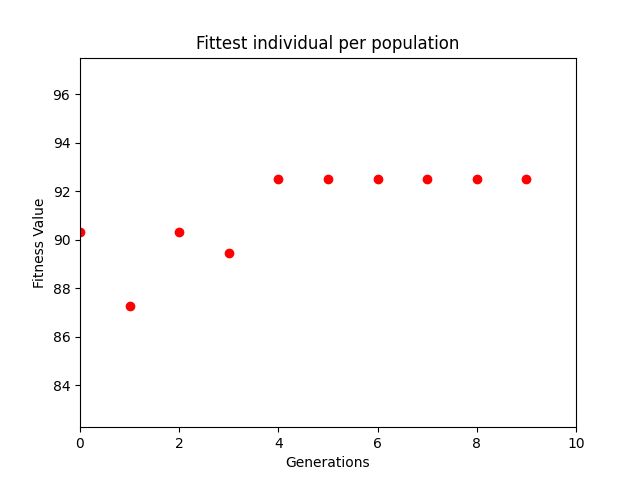 Fittest individual per population
96
94
92
90
88
86
84
Fitness Value
0 2 4 6 8 10
Generations